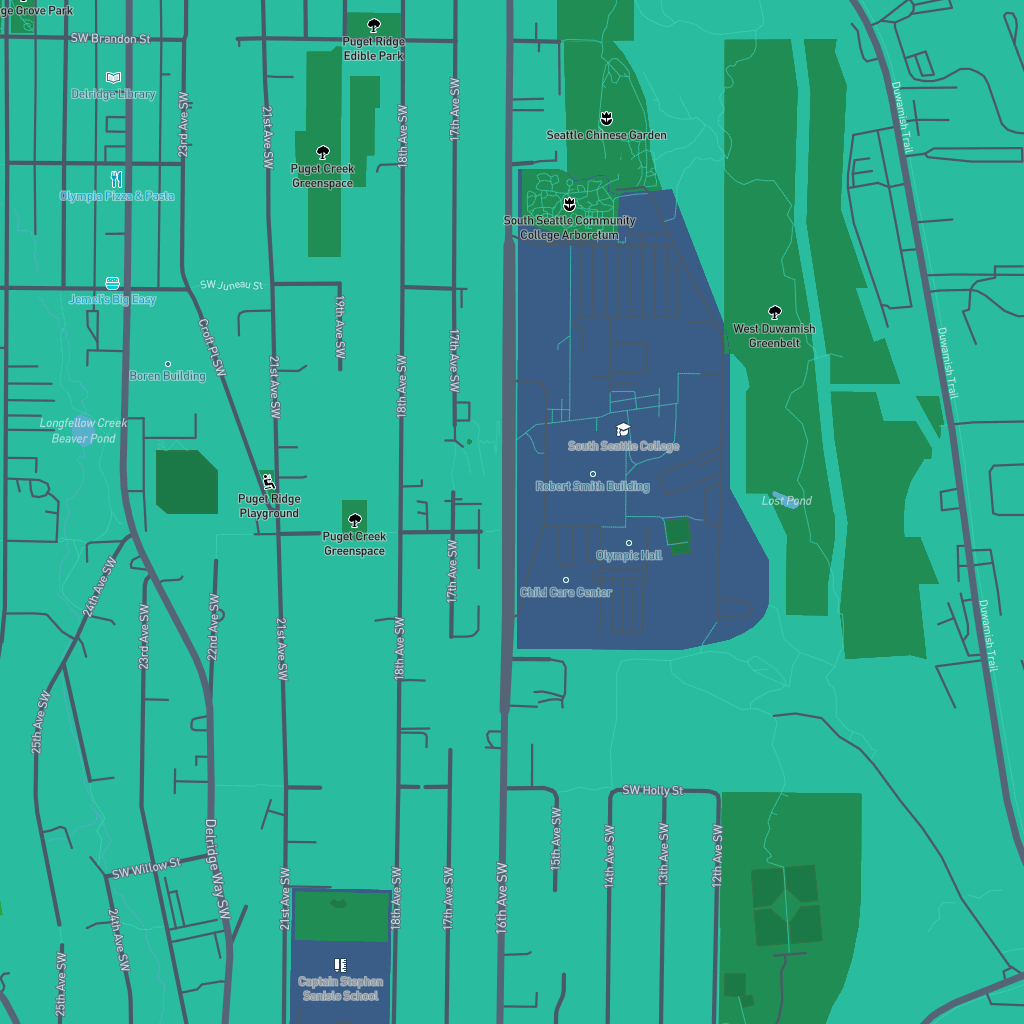 ge Grove Park
SW Brandon St
Puget Ridge
Edible Park
Delridge Library
23rd Ave SW
21st Ave SW
18th Ave SW
17th Ave SW
Duwamish Trail
Seattle Chinese Garden
Puget Creek
Greenspace
Olympia Pizza & Pasta
South Seattle Community
College Arboretum
SW Juneau St
Jemel's Big Easy
19th Ave SW
West Duwamish
Greenbelt
Croft Pl SW
17th Ave SW
Duwamish Trail
Boren Building
21st Ave SW
18th Ave SW
Longfellow Creek
Beaver Pond
South Seattle College
Robert Smith Building
Puget Ridge
Playground
Lost Pond
Puget Creek
Greenspace
Olympic Hall
17th Ave SW
24th Ave SW
Child Care Center
23rd Ave SW
22nd Ave SW
21st Ave SW
18th Ave SW
Duwamish Trail
25th Ave SW
SW Holly St
15th Ave SW
14th Ave SW
13th Ave SW
12th Ave SW
Delridge Way SW
SW Willow St
21st Ave SW
18th Ave SW
17th Ave SW
16th Ave SW
24th Ave SW
25th Ave SW
Captain Stephen
Sanislo School